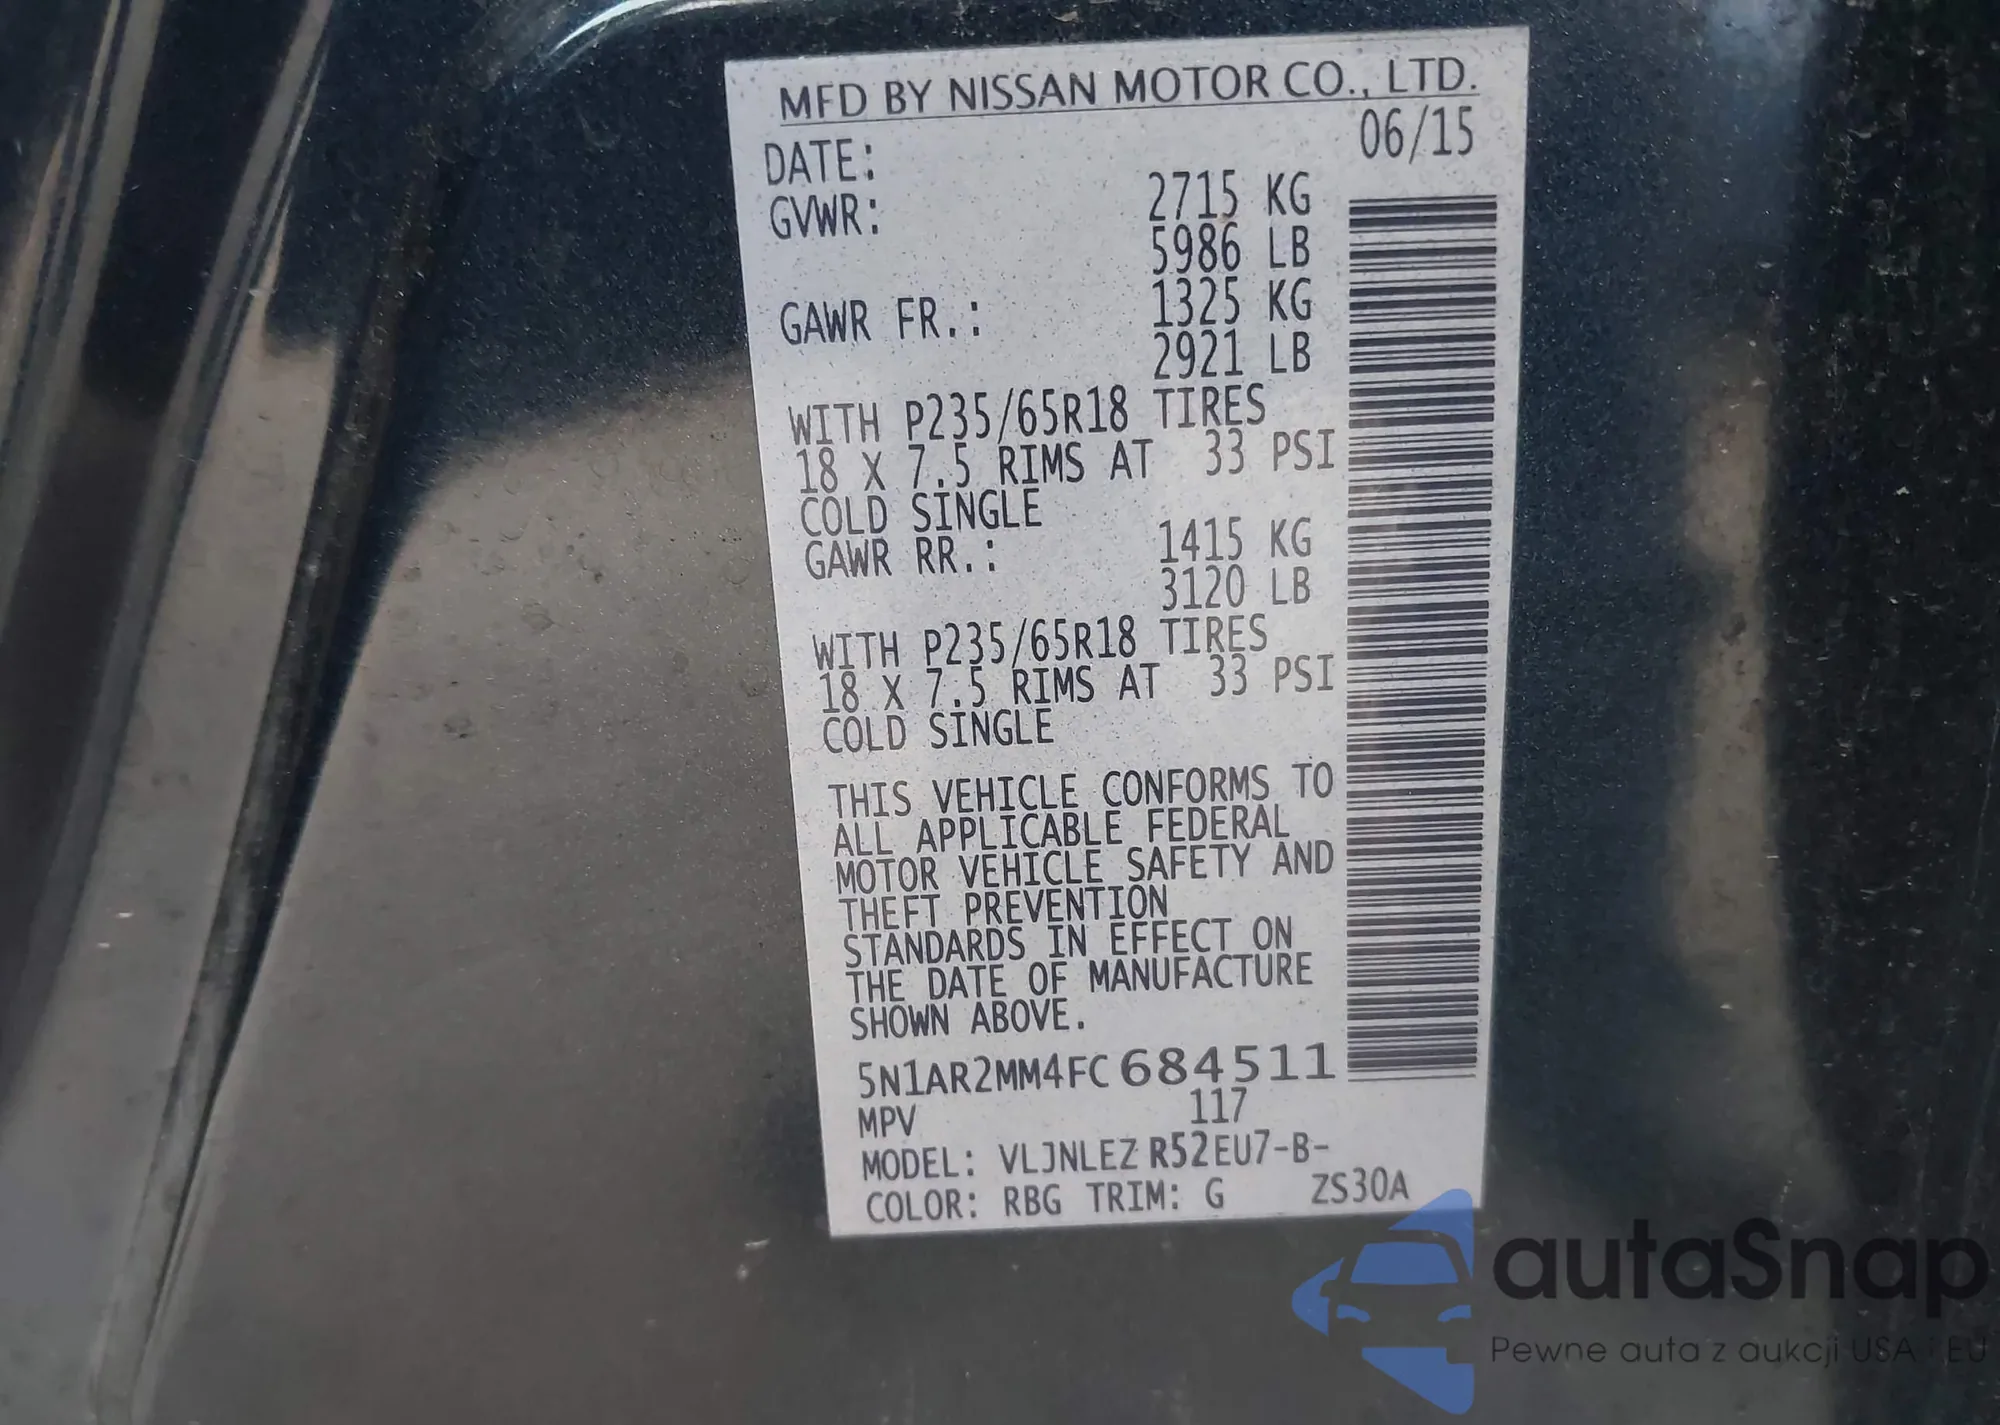 MFD BY NISSAN MOTOR CO., LTD.
DATE: 06/15
GVWR: 2715 KG
5986 LB
GAWR FR.: 1325 KG
2921 LB
WITH P235/65R18 TIRES
18 X 7.5 RIMS AT 33 PSI
COLD SINGLE
GAWR RR.: 1415 KG
3120 LB
WITH P235/65R18 TIRES
18 X 7.5 RIMS AT 33 PSI
COLD SINGLE
THIS VEHICLE CONFORMS TO
ALL APPLICABLE FEDERAL
MOTOR VEHICLE SAFETY AND
THEFT PREVENTION
STANDARDS IN EFFECT ON
THE DATE OF MANUFACTURE
SHOWN ABOVE.
5N1AR2MM4FC684511
MPV 117
MODEL: VLJNLEZ R52EU7-B-
COLOR: RBG TRIM: G ZS30A
autaSnap
Pewne auta z aukcji USA i EU